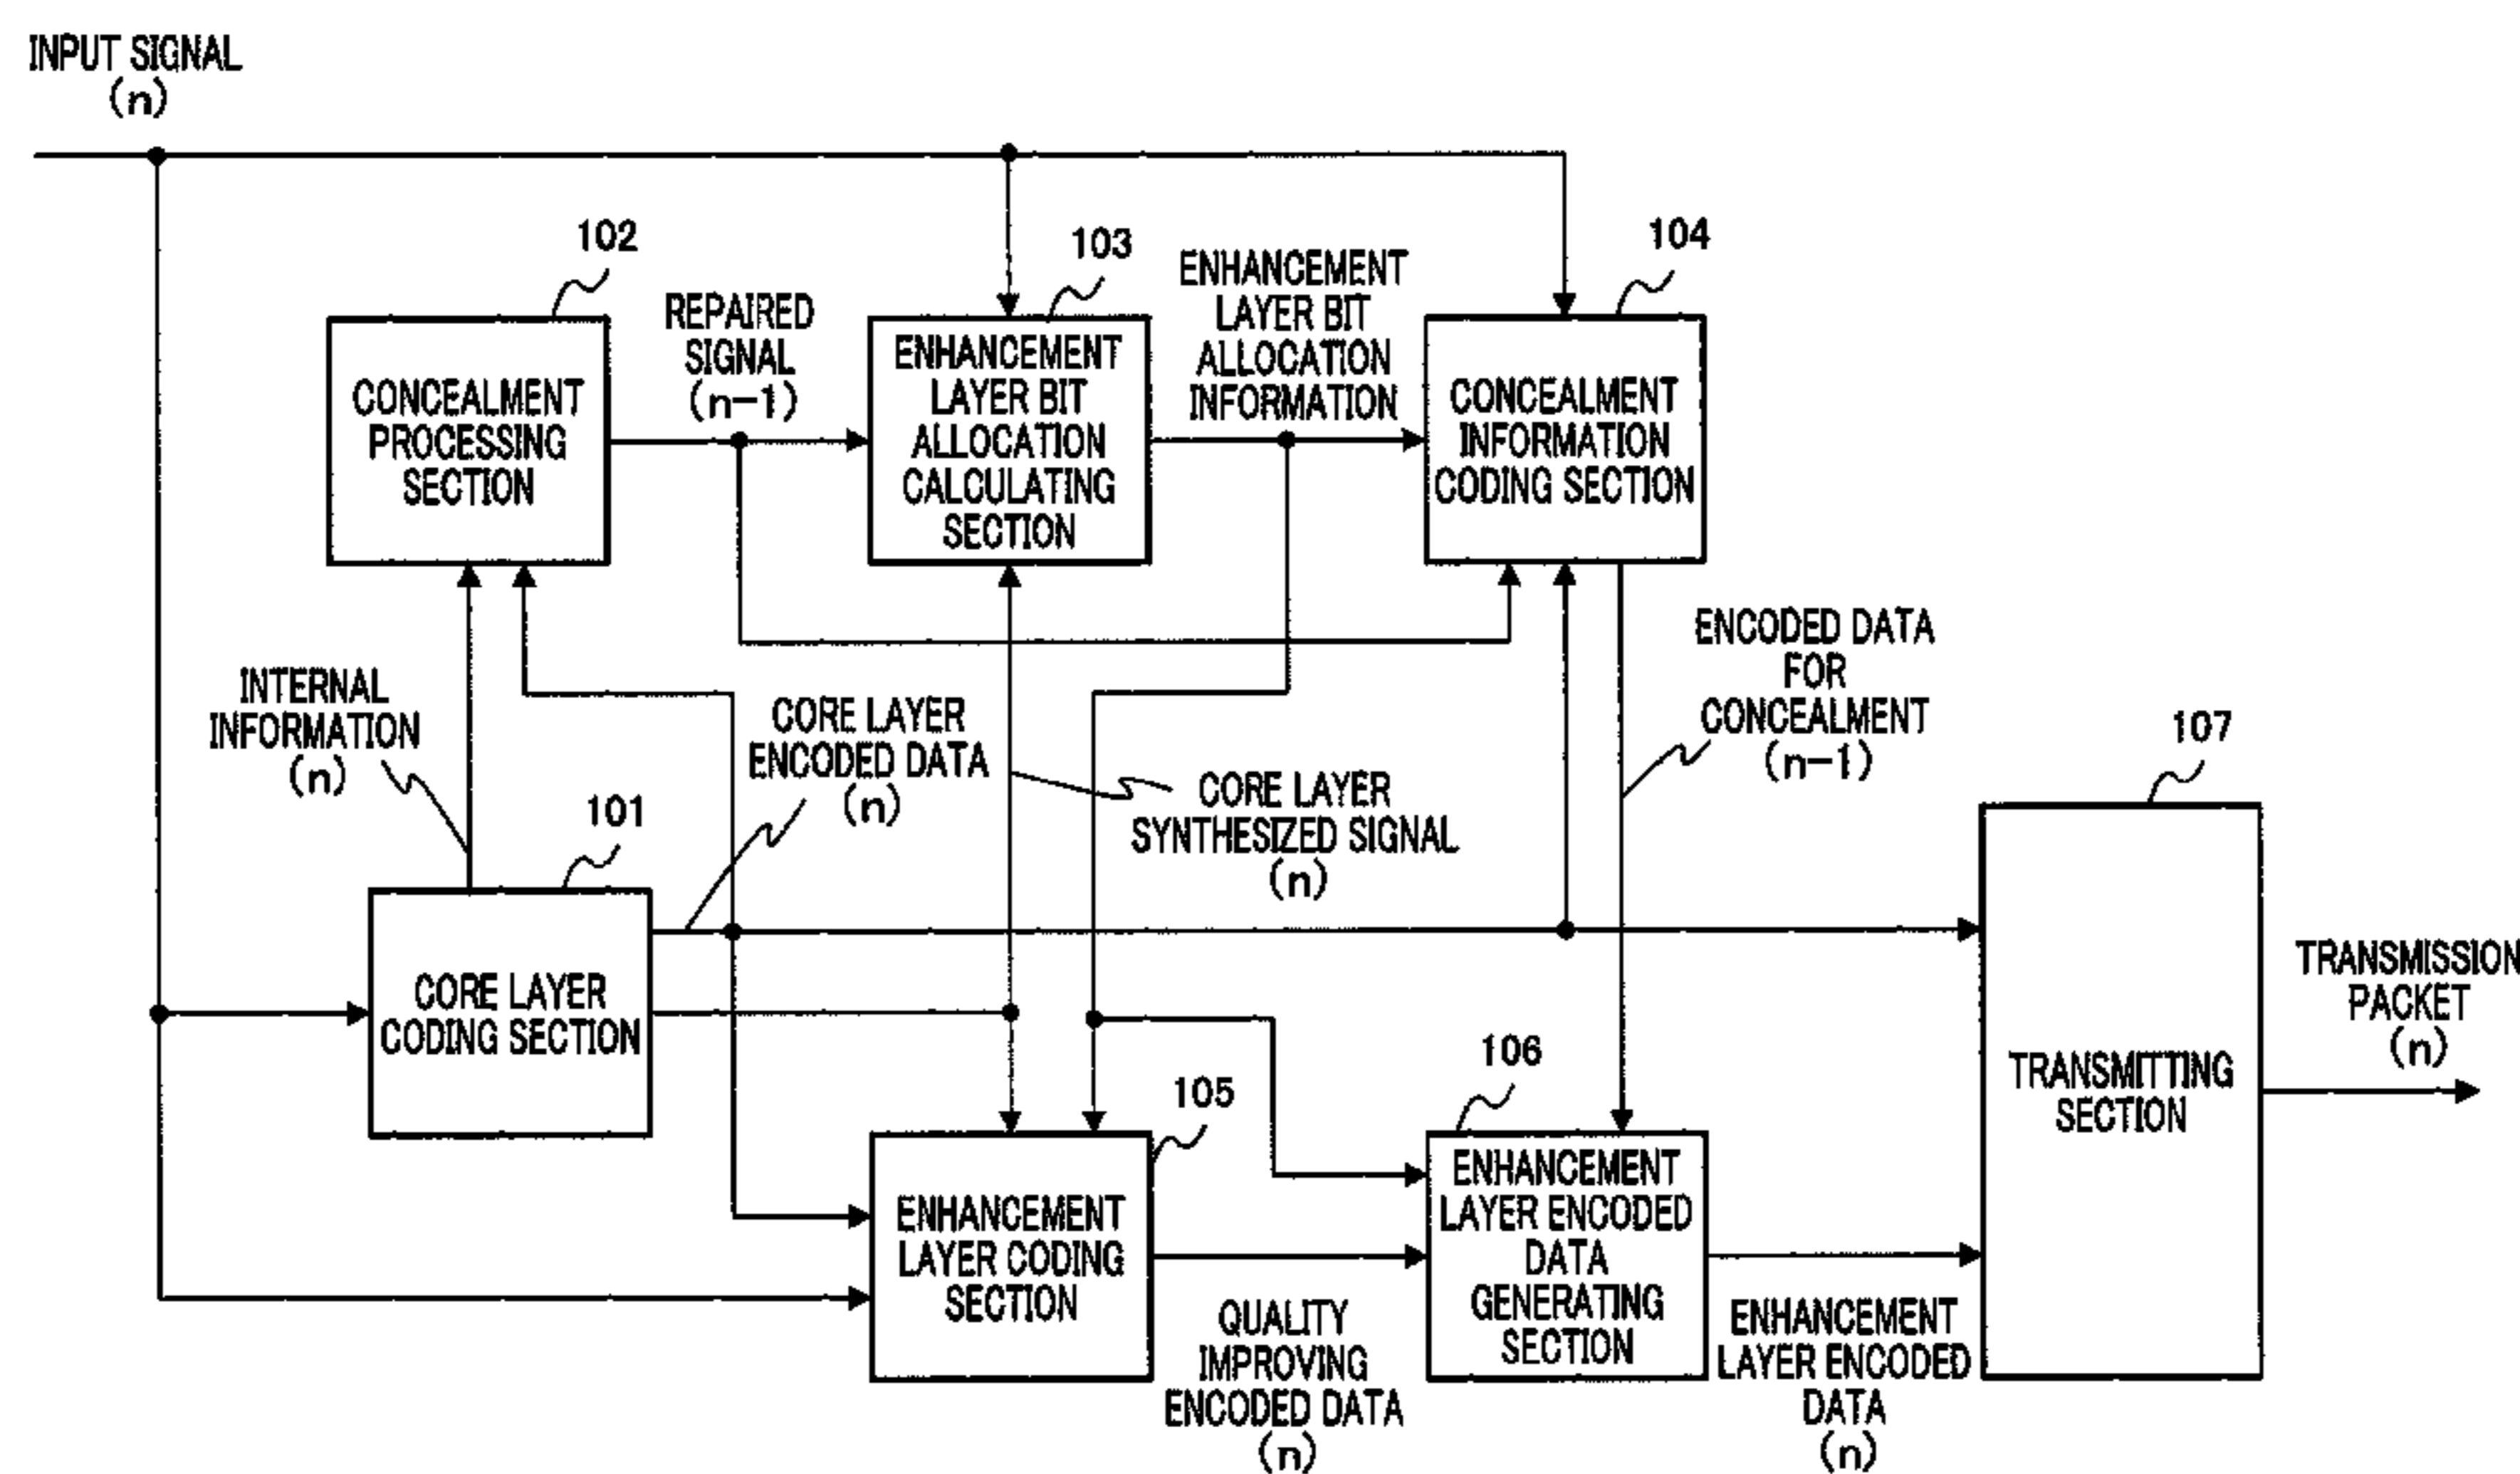 INPUT SIGNAL
(n)
102
CONCEALMENT
PROCESSING
SECTION
REPAIRED
SIGNAL
(n-1)
103
ENHANCEMENT
LAYER BIT
ALLOCATION
CALCULATING
SECTION
ENHANCEMENT
LAYER BIT
ALLOCATION
INFORMATION
104
CONCEALMENT
INFORMATION
CODING SECTION
INTERNAL
INFORMATION
(n)
CORE LAYER
ENCODED DATA
(n)
CORE LAYER
SYNTHESIZED SIGNAL
(n)
ENCODED DATA
FOR
CONCEALMENT
(n-1)
101
CORE LAYER
CODING SECTION
105
ENHANCEMENT
LAYER CODING
SECTION
QUALITY
IMPROVING
ENCODED DATA
(n)
106
ENHANCEMENT
LAYER ENCODED
DATA
GENERATING
SECTION
ENHANCEMENT
LAYER ENCODED
DATA
(n)
107
TRANSMITTING
SECTION
TRANSMISSION
PACKET
(n)